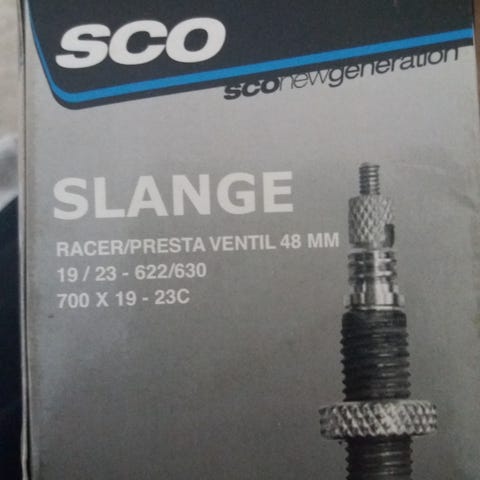 SCO
sconewgeneration
SLANGE
RACER/PRESTA VENTIL 48 MM
19 / 23 - 622/630
700 X 19 - 23C